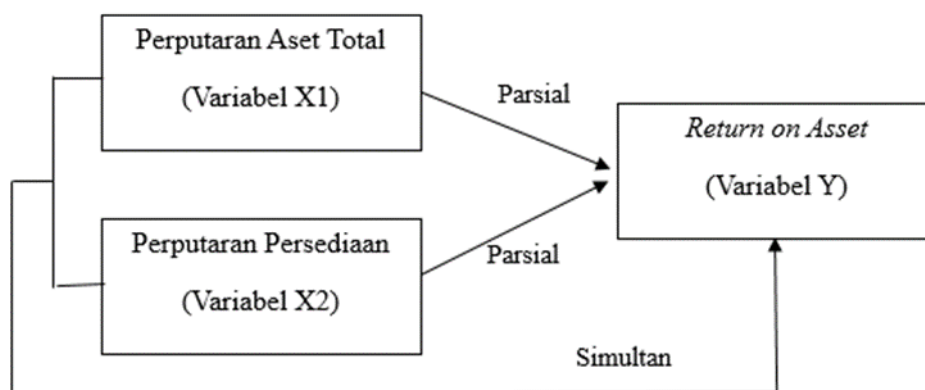 Perputaran Aset Total
(Variabel X1)
Parsial
Return on Asset
(Variabel Y)
Perputaran Persediaan
(Variabel X2)
Parsial
Simultan